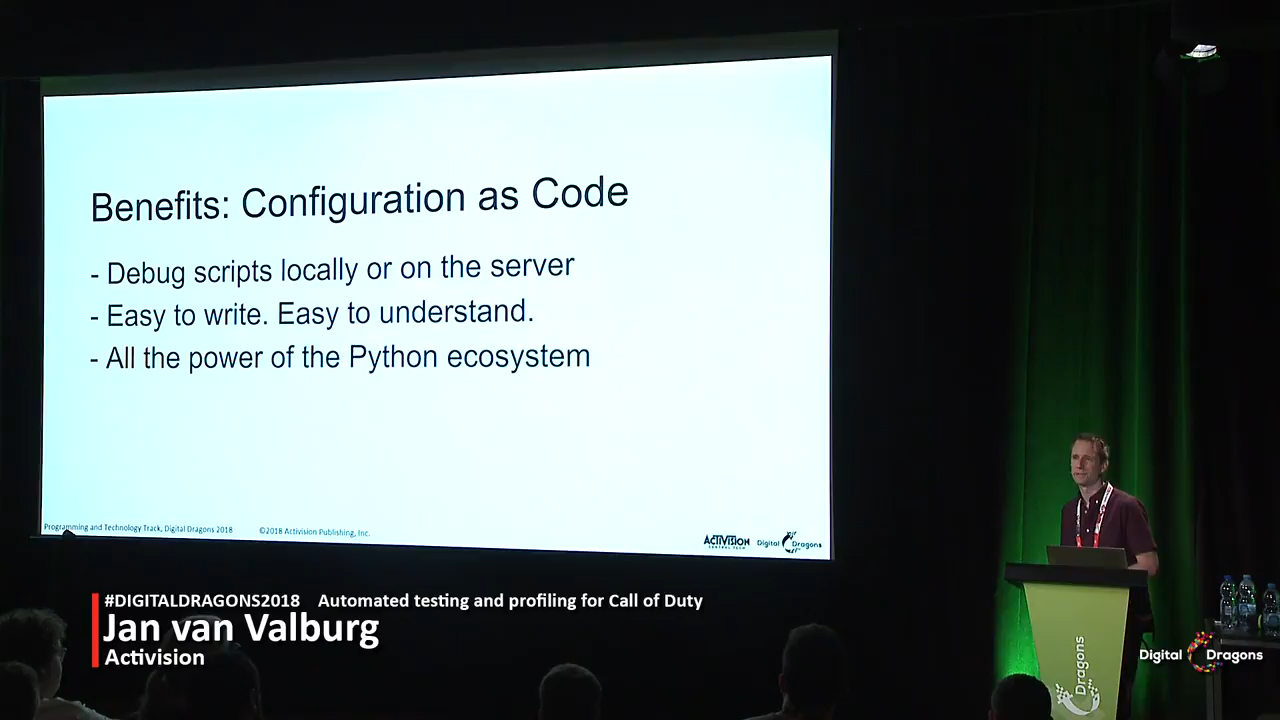 Benefits: Configuration as Code
- Debug scripts locally or on the server
- Easy to write. Easy to understand.
- All the power of the Python ecosystem
Programming and Technology Track, Digital Dragons 2018 ©2018 Activision Publishing, Inc.
ACTIVISION
CENTRAL TECH
Digital Dragons
#DIGITALDRAGONS2018 Automated testing and profiling for Call of Duty
Jan van Valburg
Activision
Dragons
Digital Dragons